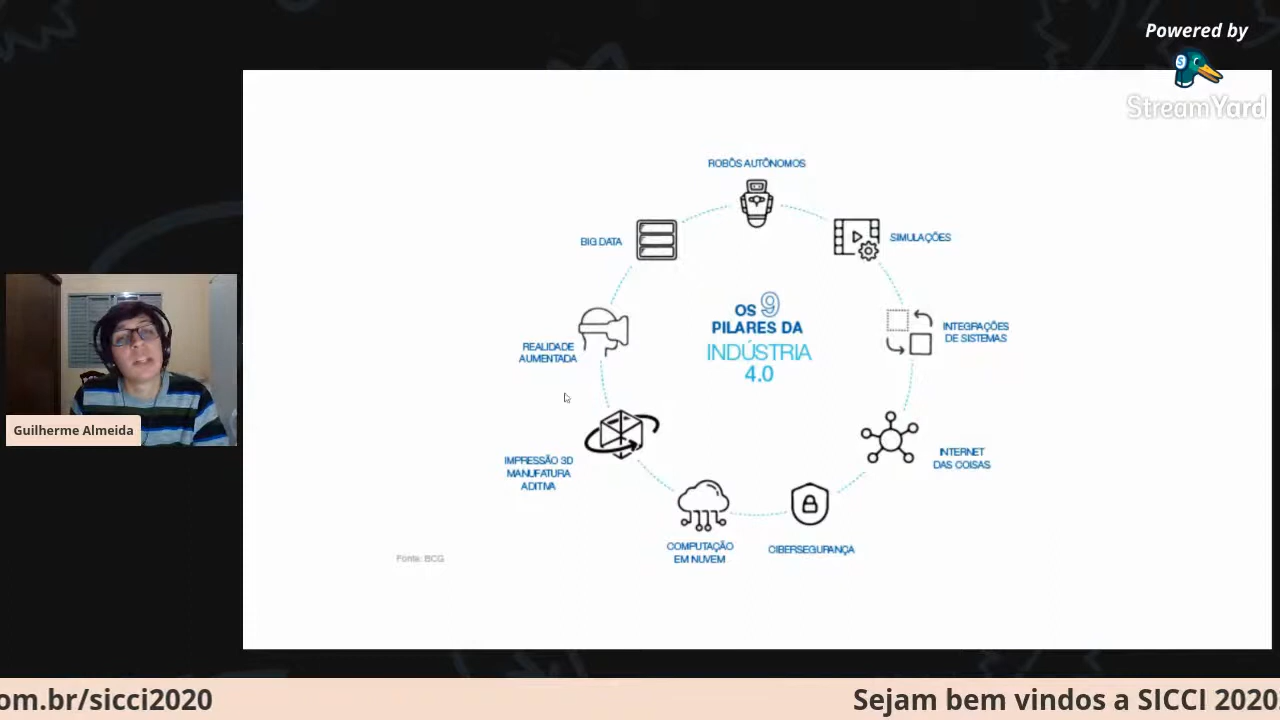 Powered by
StreamYard
ROBÔS AUTÔNOMOS
BIG DATA
SIMULAÇÕES
OS 9
PILARES DA
INDÚSTRIA
4.0
INTEGRAÇÕES
DE SISTEMAS
REALIDADE
AUMENTADA
Guilherme Almeida
IMPRESSÃO 3D
MANUFATURA
ADITIVA
INTERNET
DAS COISAS
COMPUTAÇÃO
EM NUVEM
CIBERSEGURANÇA
Fonte: BCG
om.br/sicci2020
Sejam bem vindos a SICCI 2020